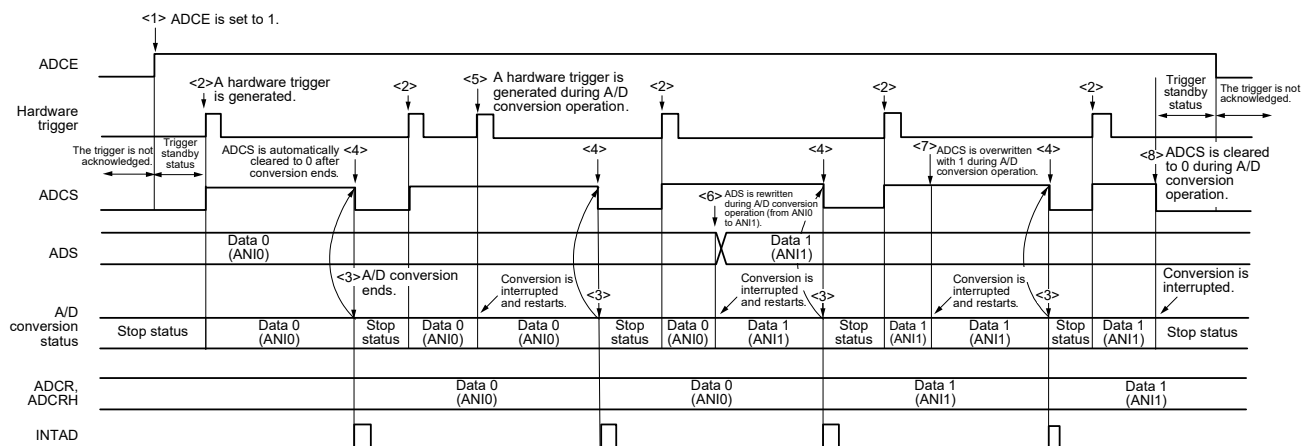 <1> ADCE is set to 1.
ADCE
<2> A hardware trigger
is generated.
<2>
<5> A hardware trigger is
generated during A/D
conversion operation.
<2>
<2>
<2>
Trigger
standby
status
The trigger is not
acknowledged.
Hardware
trigger
The trigger is not
acknowledged.
Trigger
standby
status
ADCS is automatically
cleared to 0 after
conversion ends.
<4>
<4>
<4>
<7> ADCS is overwritten
with 1 during A/D
conversion operation.
<4>
<8> ADCS is cleared
to 0 during A/D
conversion
operation.
ADCS
<6> ADS is rewritten
during A/D conversion
operation (from ANI0
to ANI1).
ADS
Data 0
(ANI0)
Data 1
(ANI1)
<3> A/D conversion
ends.
Conversion is
interrupted
and restarts.
<3>
Conversion is
interrupted
and restarts.
<3>
Conversion is
interrupted
and restarts.
<3>
Conversion is
interrupted.
A/D
conversion
status
Stop status
Data 0
(ANI0)
Stop
status
Data 0
(ANI0)
Data 0
(ANI0)
Stop
status
Data 0
(ANI0)
Data 1
(ANI1)
Stop
status
Data 1
(ANI1)
Data 1
(ANI1)
Stop
status
Data 1
(ANI1)
Stop status
ADCR,
ADCRH
Data 0
(ANI0)
Data 0
(ANI0)
Data 1
(ANI1)
Data 1
(ANI1)
INTAD